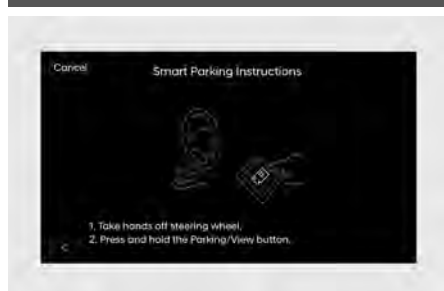 Cancel
Smart Parking Instructions
1. Take hands off steering wheel.
2. Press and hold the Parking/View button.
<